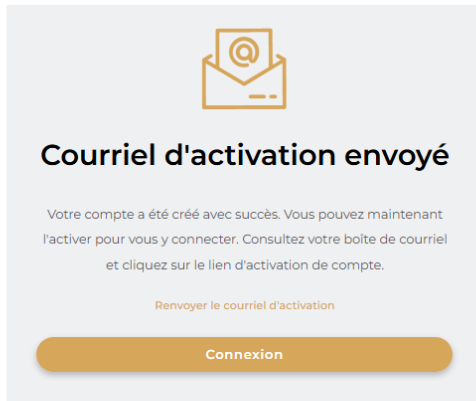 Courriel d'activation envoyé
Votre compte a été créé avec succès. Vous pouvez maintenant
l'activer pour vous y connecter. Consultez votre boîte de courriel
et cliquez sur le lien d'activation de compte.
Renvoyer le courriel d'activation
Connexion